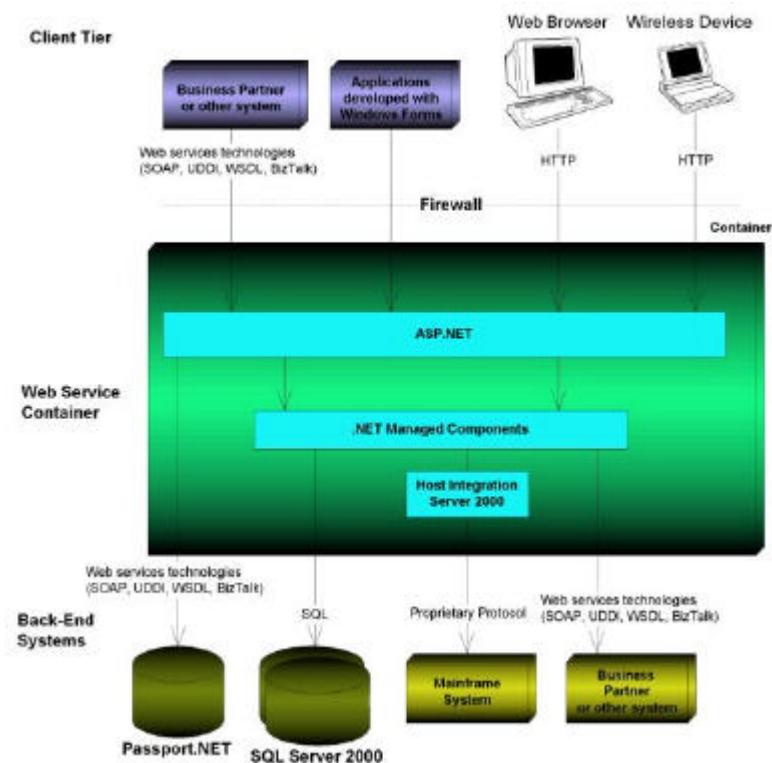 Client Tier
Web Browser
Wireless Device
Business Partner
or other system
Applications
developed with
Windows Forms
Web services technologies
(SOAP, UDDI, WSDL, BizTalk)
HTTP
HTTP
Firewall
Container
ASP.NET
Web Service
Container
.NET Managed Components
Host Integration
Server 2000
Web services technologies
(SOAP, UDDI, WSDL, BizTalk)
SQL
Proprietary Protocol
Web services technologies
(SOAP, UDDI, WSDL, BizTalk)
Back-End
Systems
Mainframe
System
Business
Partner
or other system
Passport.NET
SQL Server 2000